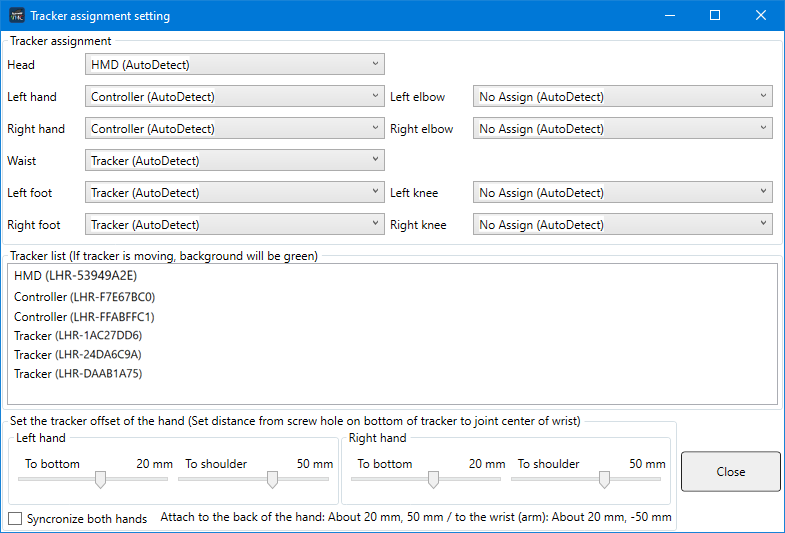 Tracker assignment setting
Tracker assignment
Head HMD (AutoDetect)
Left hand Controller (AutoDetect) Left elbow No Assign (AutoDetect)
Right hand Controller (AutoDetect) Right elbow No Assign (AutoDetect)
Waist Tracker (AutoDetect)
Left foot Tracker (AutoDetect) Left knee No Assign (AutoDetect)
Right foot Tracker (AutoDetect) Right knee No Assign (AutoDetect)
Tracker list (If tracker is moving, background will be green)
HMD (LHR-53949A2E)
Controller (LHR-F7E67BC0)
Controller (LHR-FFABFFC1)
Tracker (LHR-1AC27DD6)
Tracker (LHR-24DA6C9A)
Tracker (LHR-DAAB1A75)
Set the tracker offset of the hand (Set distance from screw hole on bottom of tracker to joint center of wrist)
Left hand Right hand
To bottom 20 mm To shoulder 50 mm To bottom 20 mm To shoulder 50 mm
Close
Syncronize both hands Attach to the back of the hand: About 20 mm, 50 mm / to the wrist (arm): About 20 mm, -50 mm